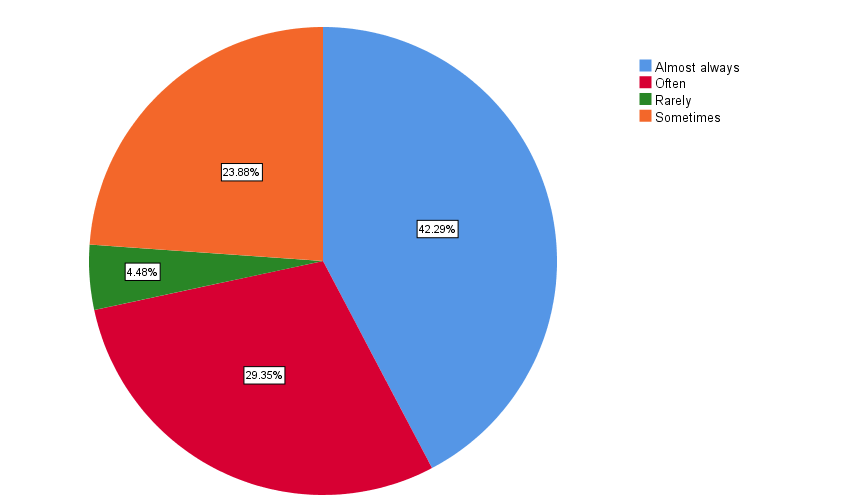 Almost always
Often
Rarely
Sometimes
23.88%
42.29%
4.48%
29.35%